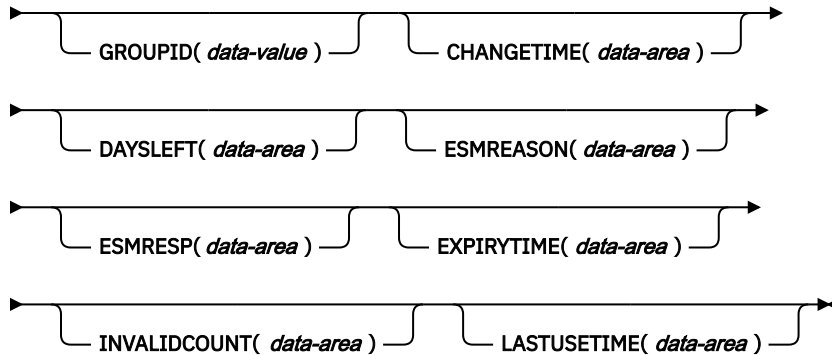 GROUPID( data-value ) CHANGETIME( data-area )
DAYSLEFT( data-area ) ESMREASON( data-area )
ESMRESP( data-area ) EXPIRYTIME( data-area )
INVALIDCOUNT( data-area ) LASTUSETIME( data-area )